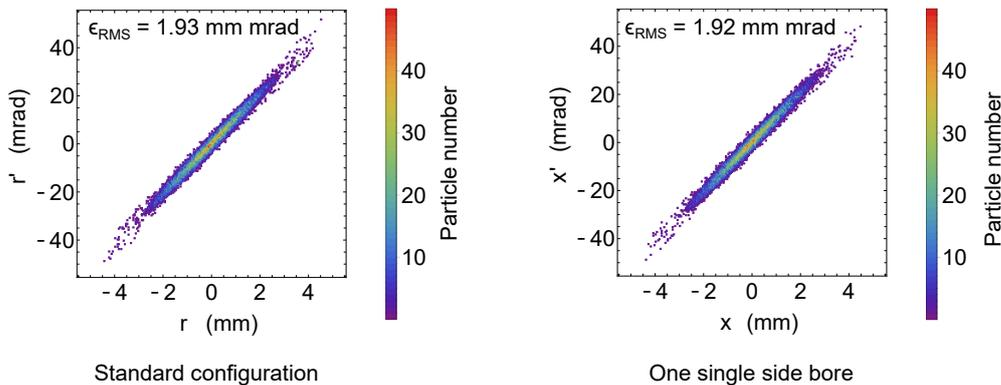 ϵRMS = 1.93 mm mrad
40
20
0
-20
-40
r' (mrad)
-4 -2 0 2 4
r (mm)
40
30
20
10
Particle number
Standard configuration
ϵRMS = 1.92 mm mrad
40
20
0
-20
-40
x' (mrad)
-4 -2 0 2 4
x (mm)
40
30
20
10
Particle number
One single side bore